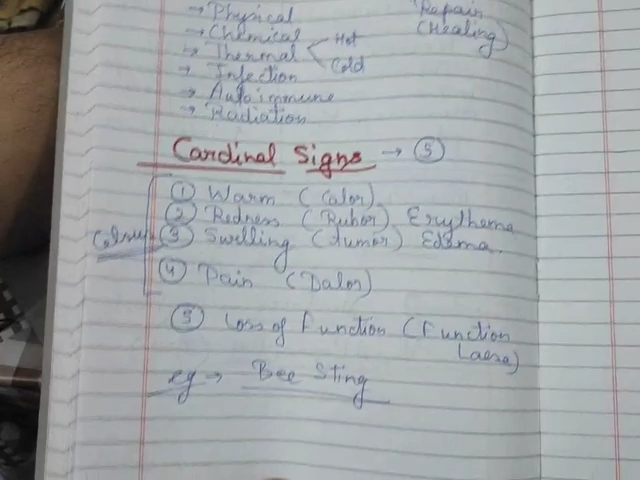 → Physical
→ Chemical
→ Thermal < Hot Cold
→ Infection
→ Autoimmune
→ Radiation
Repair
(Healing)
Cardinal Signs → 5
① Warm (Calor)
② Redness (Rubor) Erythema
③ Swelling (tumor) Edema.
④ Pain (Dalor)
⑤ Loss of Function (Function
Laesa)
eg → Bee Sting